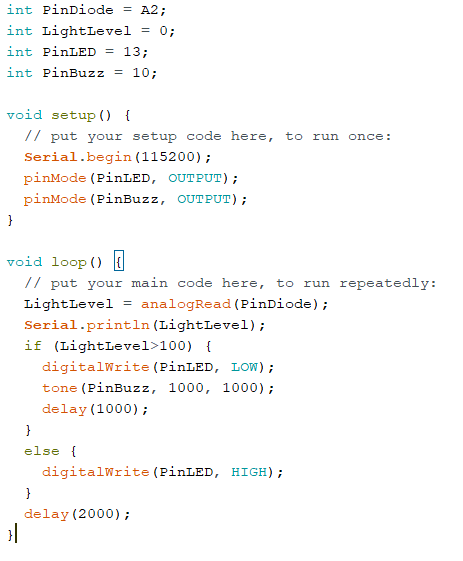 int PinDiode = A2;
int LightLevel = 0;
int PinLED = 13;
int PinBuzz = 10;

void setup() {
  // put your setup code here, to run once:
  Serial.begin(115200);
  pinMode(PinLED, OUTPUT);
  pinMode(PinBuzz, OUTPUT);
}

void loop() {
  // put your main code here, to run repeatedly:
  LightLevel = analogRead(PinDiode);
  Serial.println(LightLevel);
  if (LightLevel>100) {
    digitalWrite(PinLED, LOW);
    tone(PinBuzz, 1000, 1000);
    delay(1000);
  }
  else {
    digitalWrite(PinLED, HIGH);
  }
  delay(2000);
}